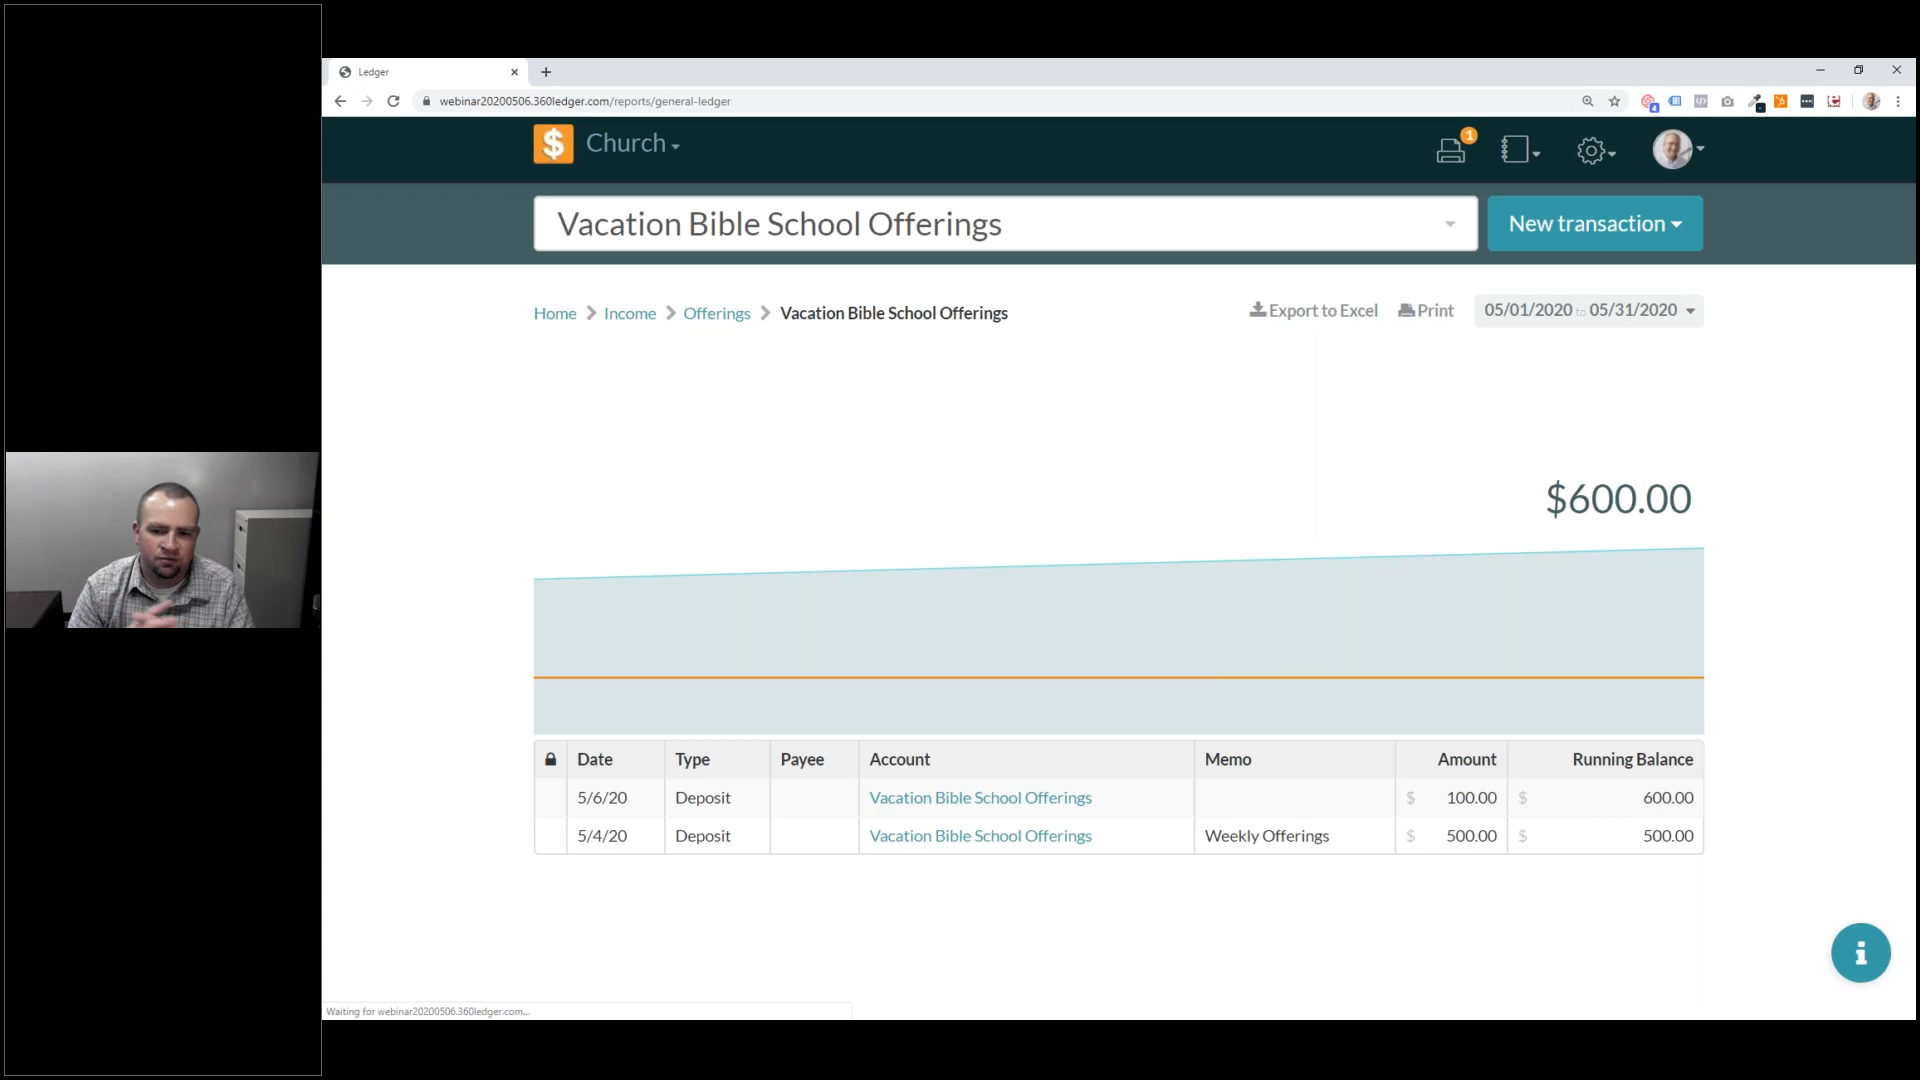 Ledger
webinar20200506.360ledger.com/reports/general-ledger
$ Church
1
Vacation Bible School Offerings
New transaction
Home Income Offerings Vacation Bible School Offerings
Export to Excel Print 05/01/2020 to 05/31/2020
$600.00
Date Type Payee Account Memo Amount Running Balance
5/6/20 Deposit Vacation Bible School Offerings $ 100.00 $ 600.00
5/4/20 Deposit Vacation Bible School Offerings Weekly Offerings $ 500.00 $ 500.00
i
Waiting for webinar20200506.360ledger.com...